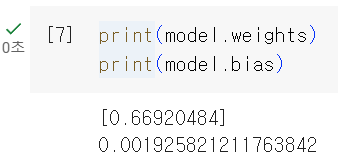 [7] print(model.weights)
0초 print(model.bias)
[0.66920484]
0.001925821211763842